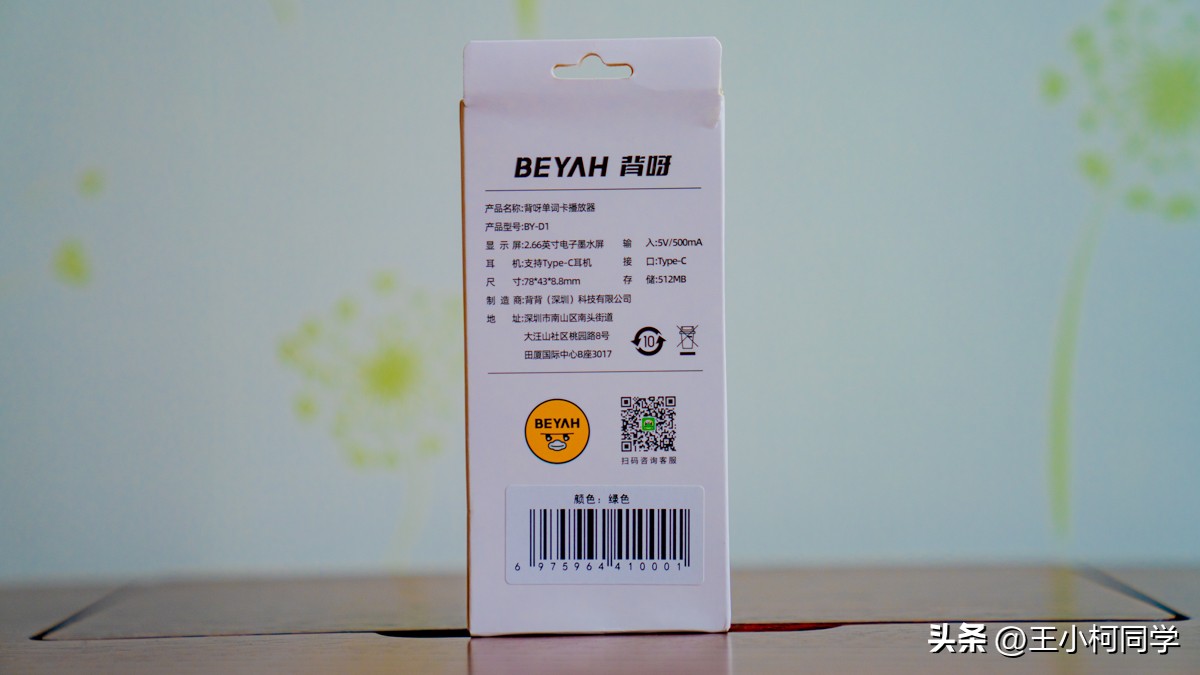 BEYAH 背呀
产品名称:背呀单词卡播放器
产品型号:BY-D1
显示屏:2.66英寸电子墨水屏 输入:5V/500mA
耳机:支持Type-C耳机 接口:Type-C
尺寸:78*43*8.8mm 存储:512MB
制造商:背背（深圳）科技有限公司
地址:深圳市南山区南头街道
大汪山社区桃园路8号
田厦国际中心B座3017
10
BEYAH
扫码咨询客服
颜色：绿色
6 975964 410001
头条 @王小柯同学